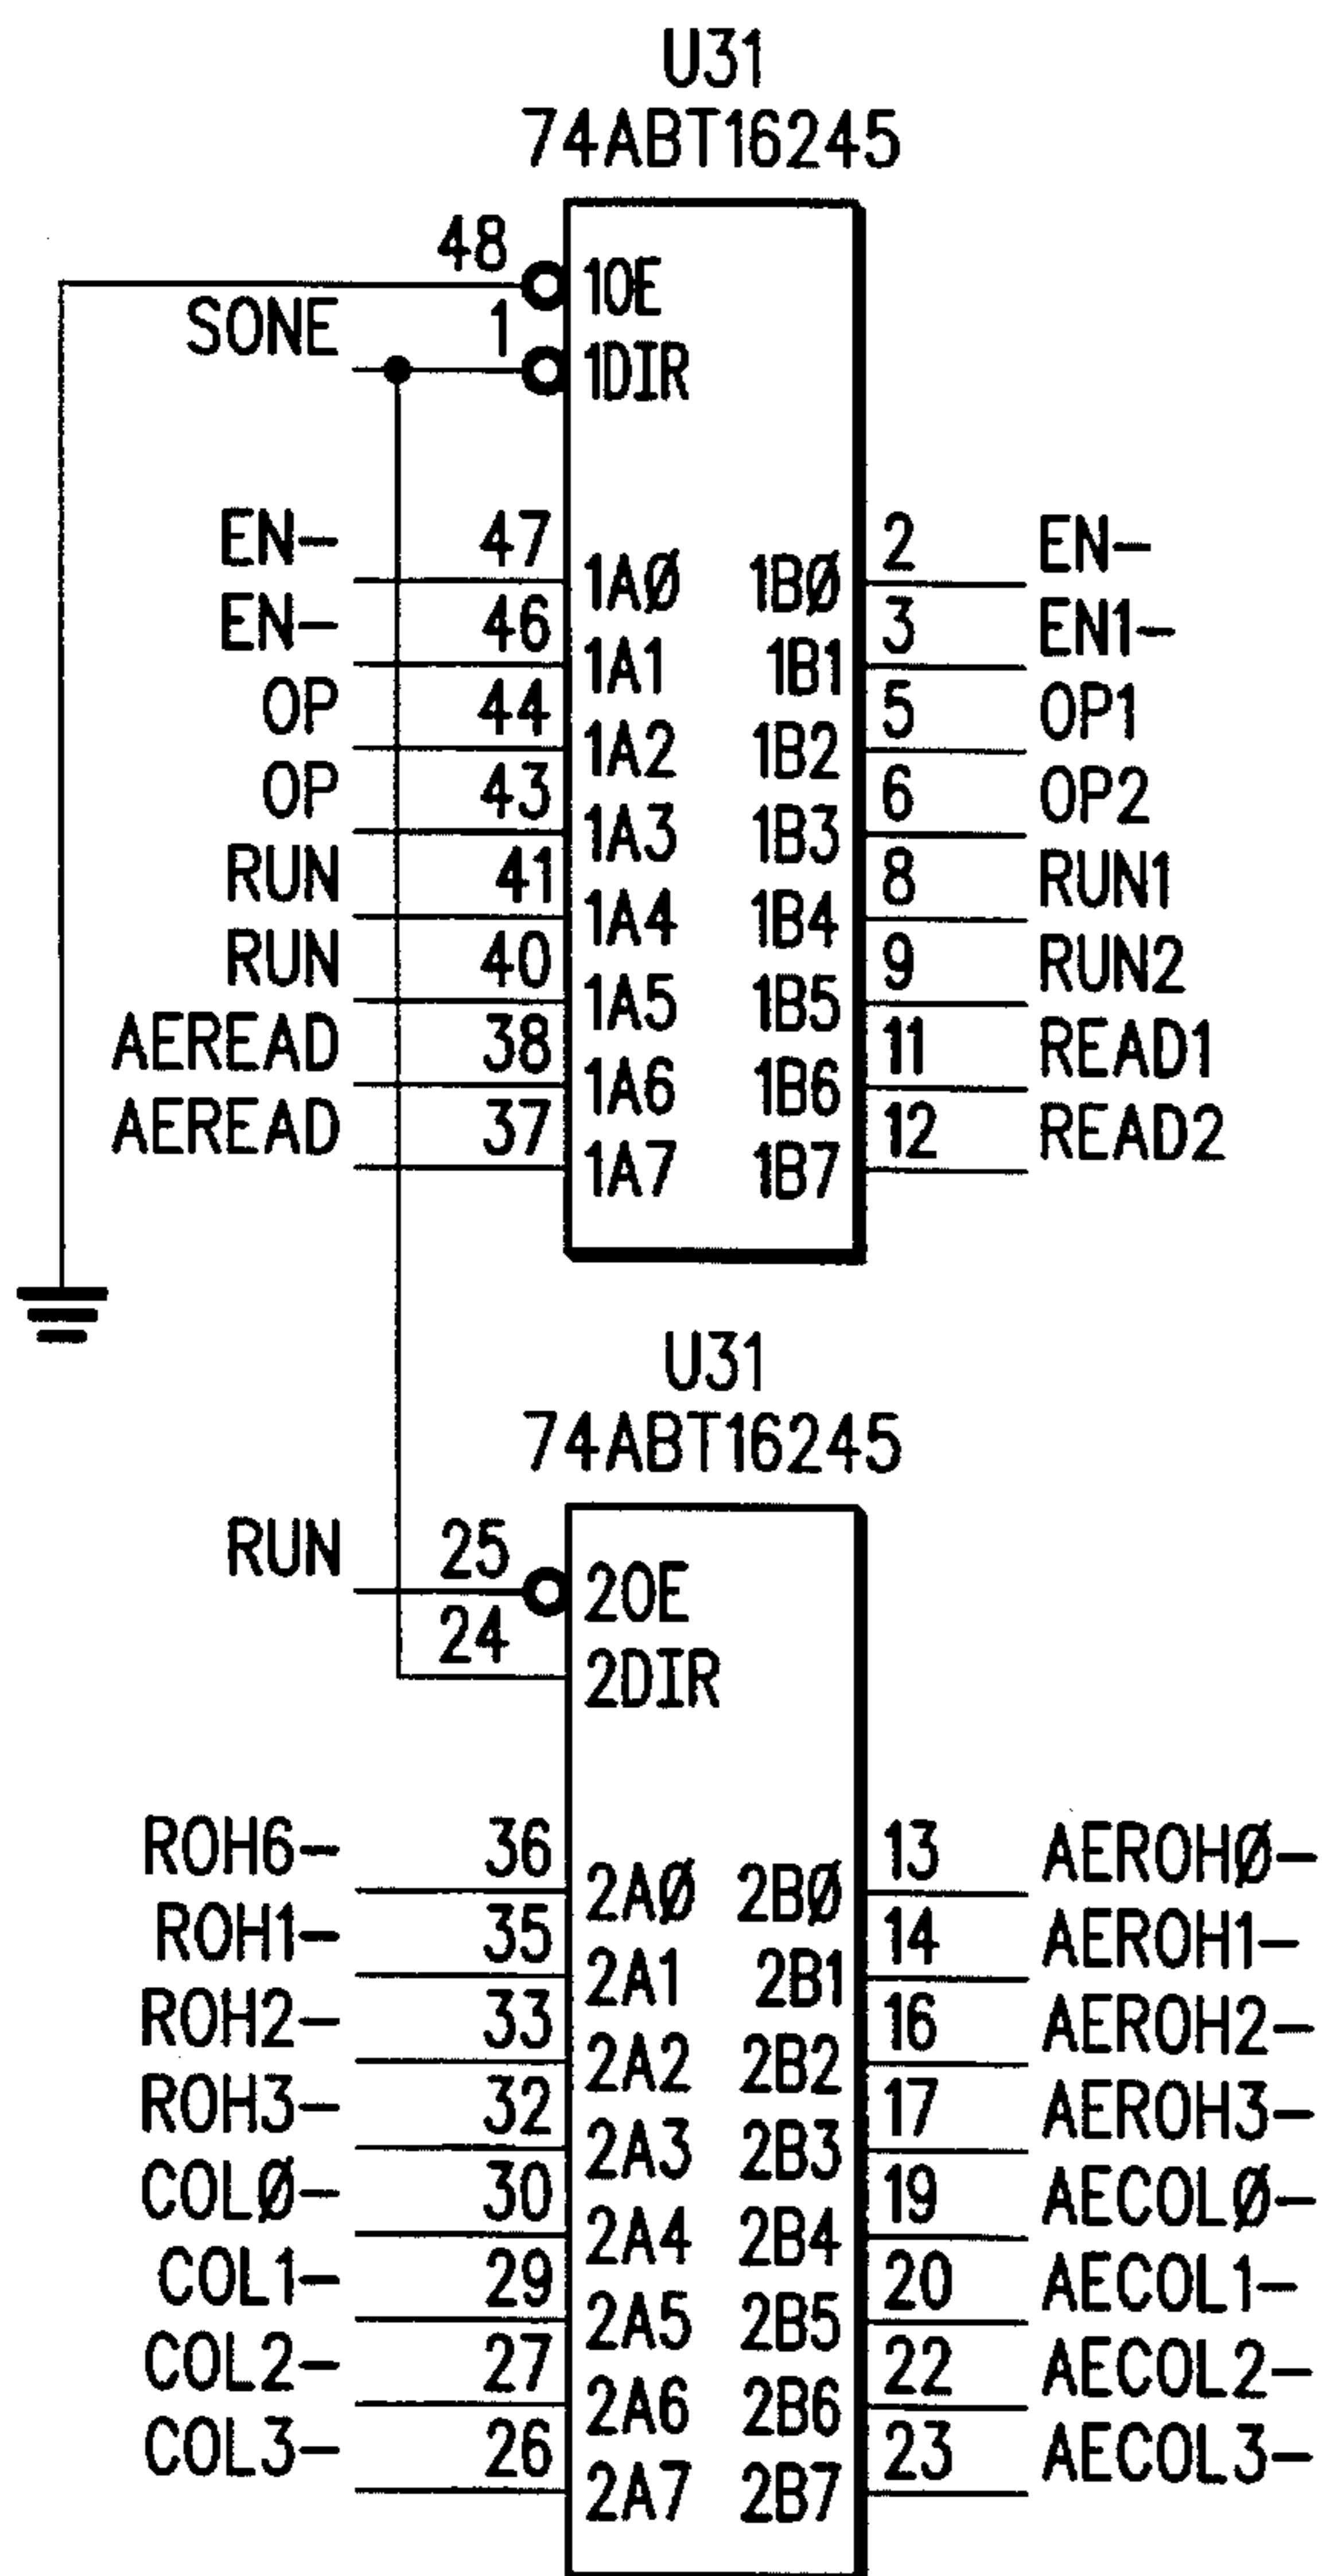 U31
74ABT16245
48 1OE
SONE 1 1DIR
EN- 47 1AØ 1BØ 2 EN-
EN- 46 1A1 1B1 3 EN1-
OP 44 1A2 1B2 5 OP1
OP 43 1A3 1B3 6 OP2
RUN 41 1A4 1B4 8 RUN1
RUN 40 1A5 1B5 9 RUN2
AEREAD 38 1A6 1B6 11 READ1
AEREAD 37 1A7 1B7 12 READ2
U31
74ABT16245
RUN 25 2OE
24 2DIR
ROH6- 36 2AØ 2BØ 13 AEROHØ-
ROH1- 35 2A1 2B1 14 AEROH1-
ROH2- 33 2A2 2B2 16 AEROH2-
ROH3- 32 2A3 2B3 17 AEROH3-
COLØ- 30 2A4 2B4 19 AECOLØ-
COL1- 29 2A5 2B5 20 AECOL1-
COL2- 27 2A6 2B6 22 AECOL2-
COL3- 26 2A7 2B7 23 AECOL3-